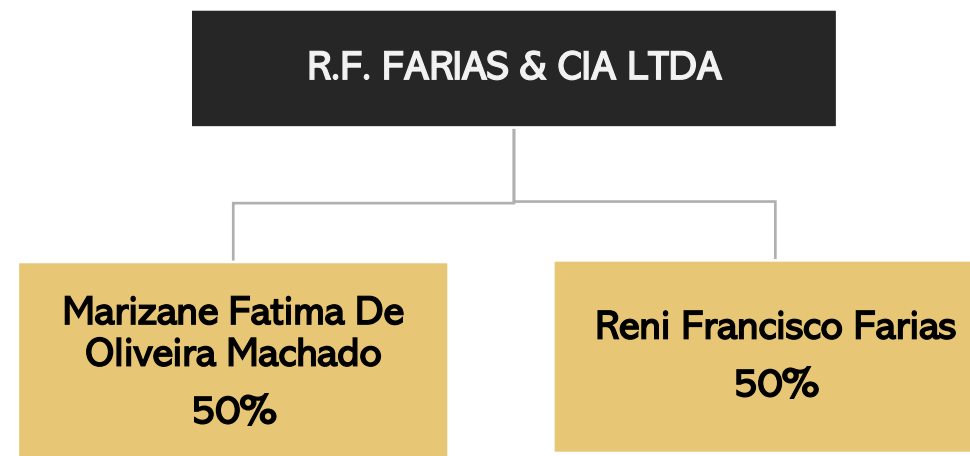 R.F. FARIAS & CIA LTDA
Marizane Fatima De
Oliveira Machado
50%
Reni Francisco Farias
50%